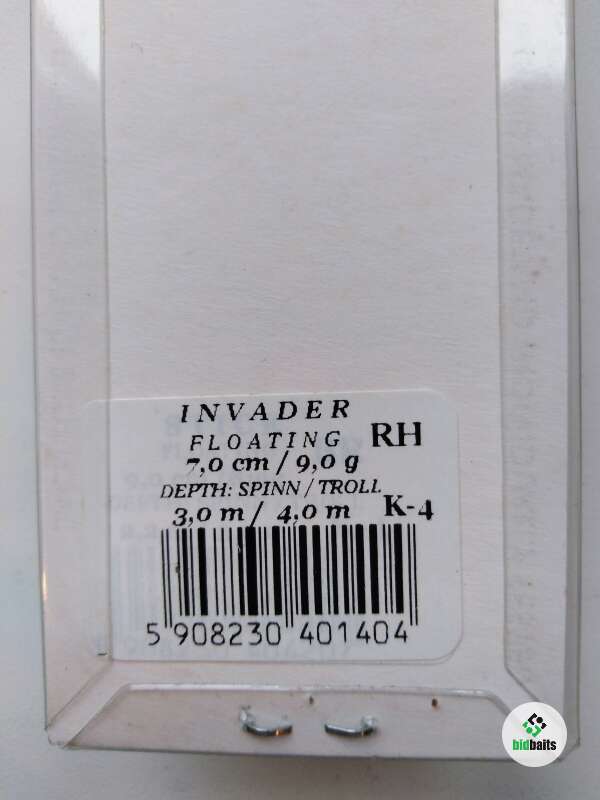 INVADER
FLOATING RH
7,0 cm / 9,0 g
DEPTH: SPINN / TROLL
3,0 m / 4,0 m K-4
5 908230 401404
bidbaits